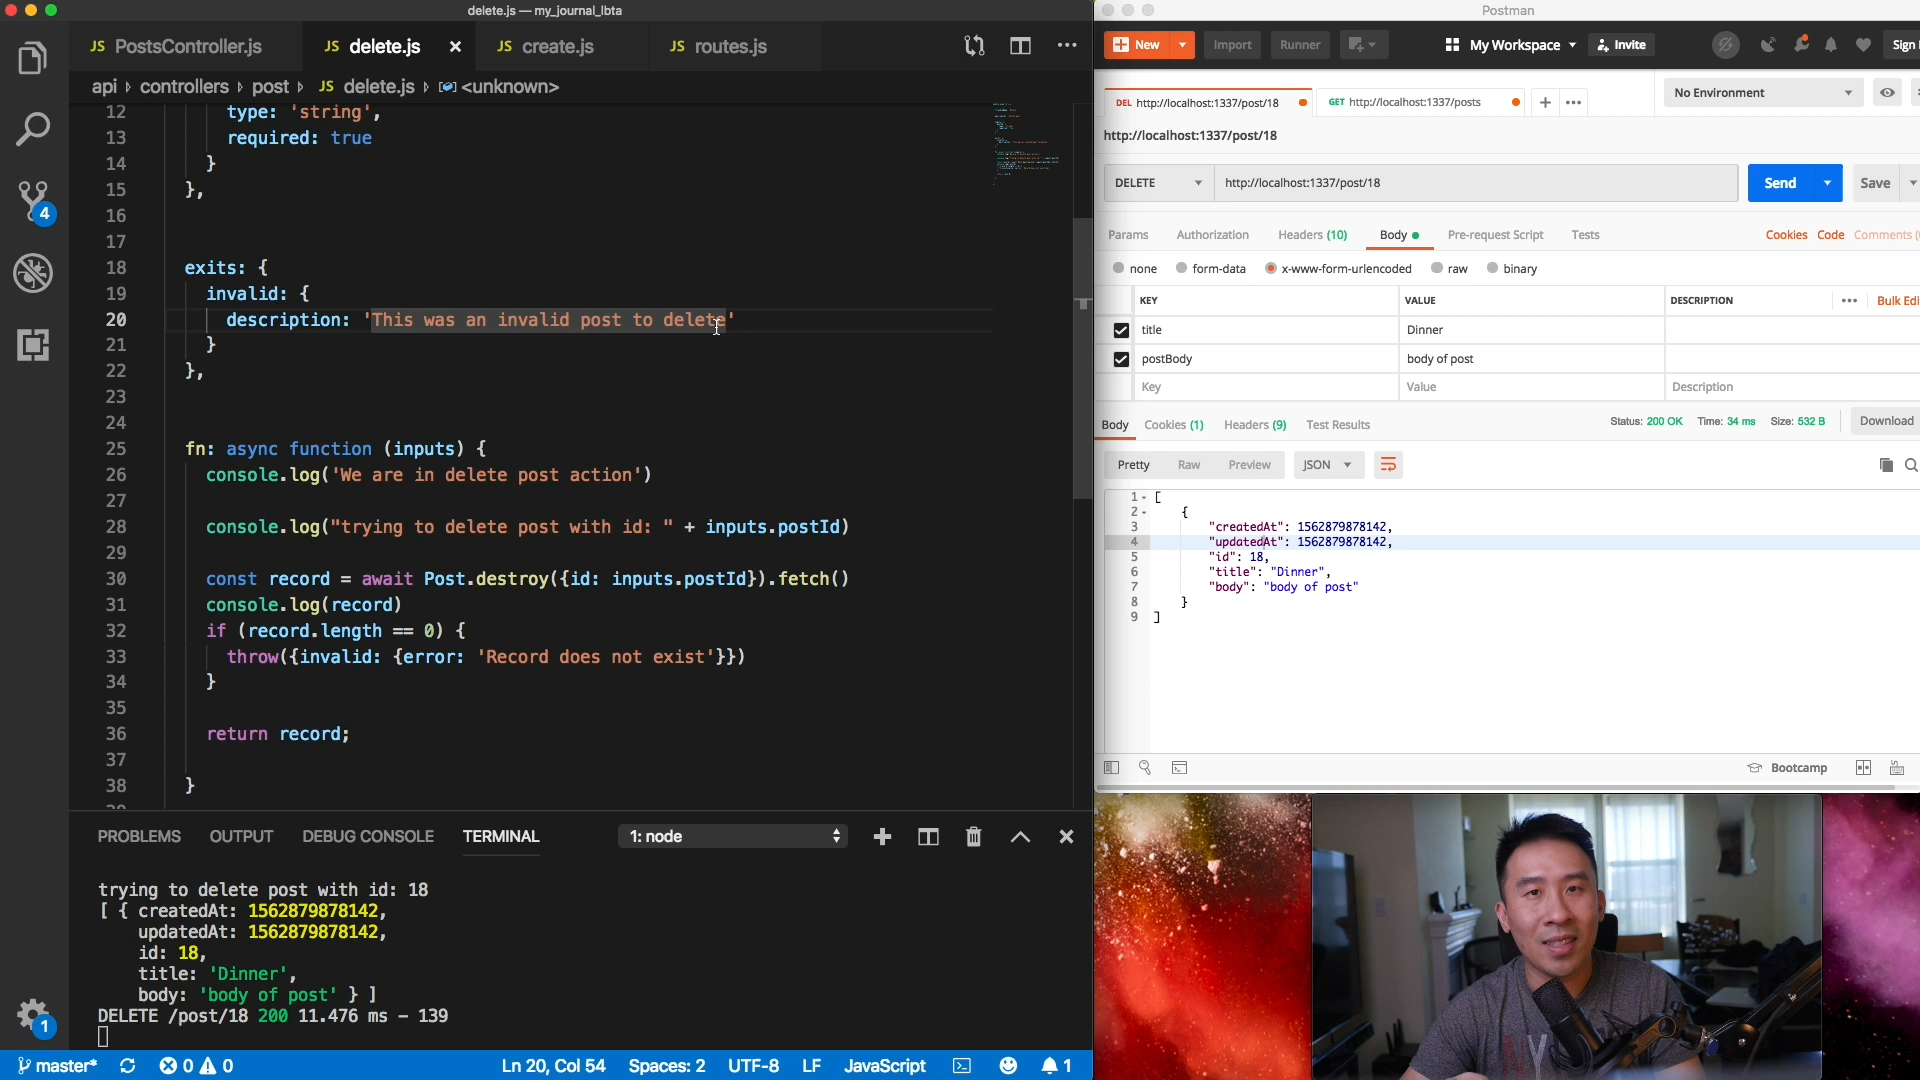 delete.js — my_journal_lbta
JS PostsController.js
JS delete.js
JS create.js
JS routes.js
api controllers post JS delete.js <unknown>
12 type: 'string',
13 required: true
14 }
15 },
16
17
18 exits: {
19 invalid: {
20 description: 'This was an invalid post to delete'
21 }
22 },
23
24
25 fn: async function (inputs) {
26 console.log('We are in delete post action')
27
28 console.log("trying to delete post with id: " + inputs.postId)
29
30 const record = await Post.destroy({id: inputs.postId}).fetch()
31 console.log(record)
32 if (record.length == 0) {
33 throw({invalid: {error: 'Record does not exist'}})
34 }
35
36 return record;
37
38 }
4
1
PROBLEMS OUTPUT DEBUG CONSOLE TERMINAL 1: node
trying to delete post with id: 18
[ { createdAt: 1562879878142,
updatedAt: 1562879878142,
id: 18,
title: 'Dinner',
body: 'body of post' } ]
DELETE /post/18 200 11.476 ms - 139
master* 0 0 Ln 20, Col 54 Spaces: 2 UTF-8 LF JavaScript 1
Postman
New Import Runner My Workspace Invite Sign
DEL http://localhost:1337/post/18
GET http://localhost:1337/posts
No Environment
http://localhost:1337/post/18
DELETE http://localhost:1337/post/18 Send Save
Params Authorization Headers (10) Body Pre-request Script Tests Cookies Code Comments (
none form-data x-www-form-urlencoded raw binary
KEY VALUE DESCRIPTION Bulk Edi
title Dinner
postBody body of post
Key Value Description
Body Cookies (1) Headers (9) Test Results Status: 200 OK Time: 34 ms Size: 532 B Download
Pretty Raw Preview JSON
1 [
2 {
3 "createdAt": 1562879878142,
4 "updatedAt": 1562879878142,
5 "id": 18,
6 "title": "Dinner",
7 "body": "body of post"
8 }
9 ]
Bootcamp